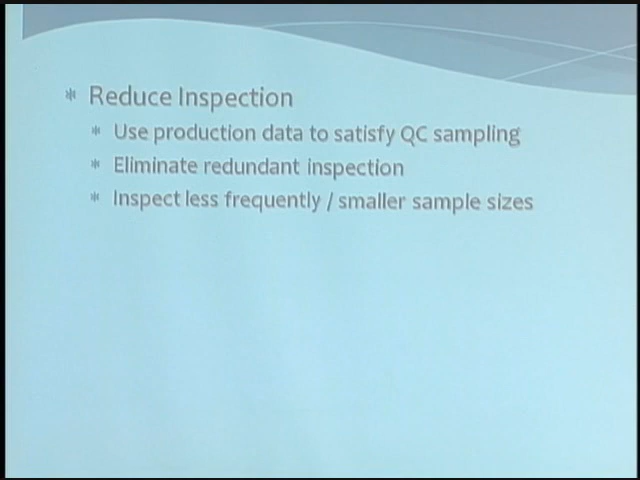 * Reduce Inspection
* Use production data to satisfy QC sampling
* Eliminate redundant inspection
* Inspect less frequently / smaller sample sizes